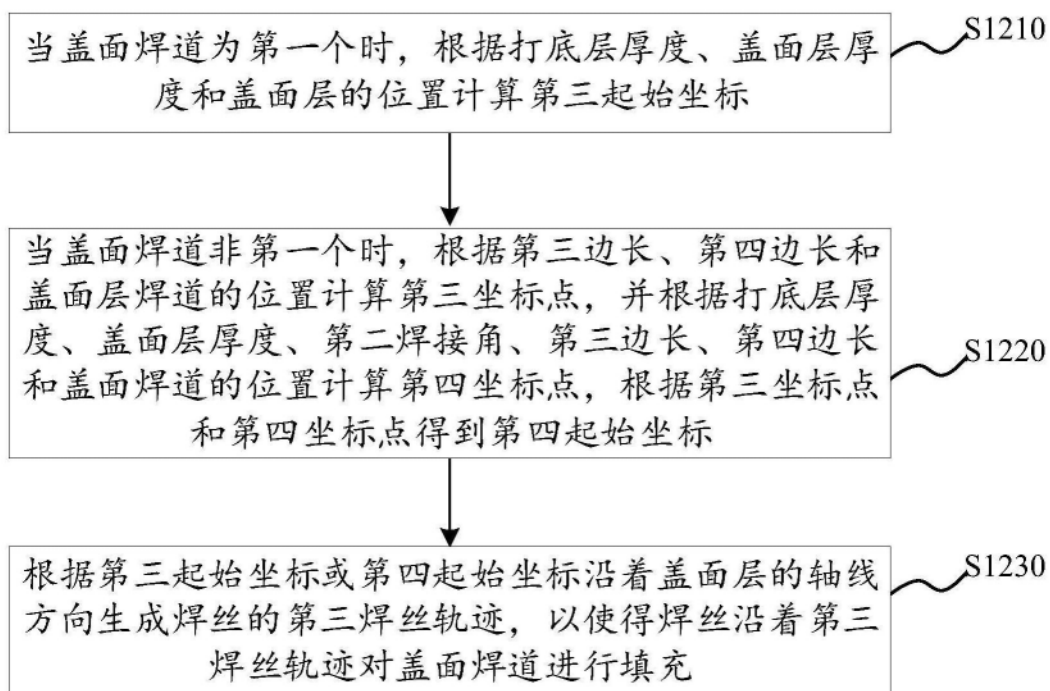 当盖面焊道为第一个时，根据打底层厚度、盖面层厚
度和盖面层的位置计算第三起始坐标
S1210
当盖面焊道非第一个时，根据第三边长、第四边长和
盖面层焊道的位置计算第三坐标点，并根据打底层厚
度、盖面层厚度、第二焊接角、第三边长、第四边长
和盖面焊道的位置计算第四坐标点，根据第三坐标点
和第四坐标点得到第四起始坐标
S1220
根据第三起始坐标或第四起始坐标沿着盖面层的轴线
方向生成焊丝的第三焊丝轨迹，以使得焊丝沿着第三
焊丝轨迹对盖面焊道进行填充
S1230